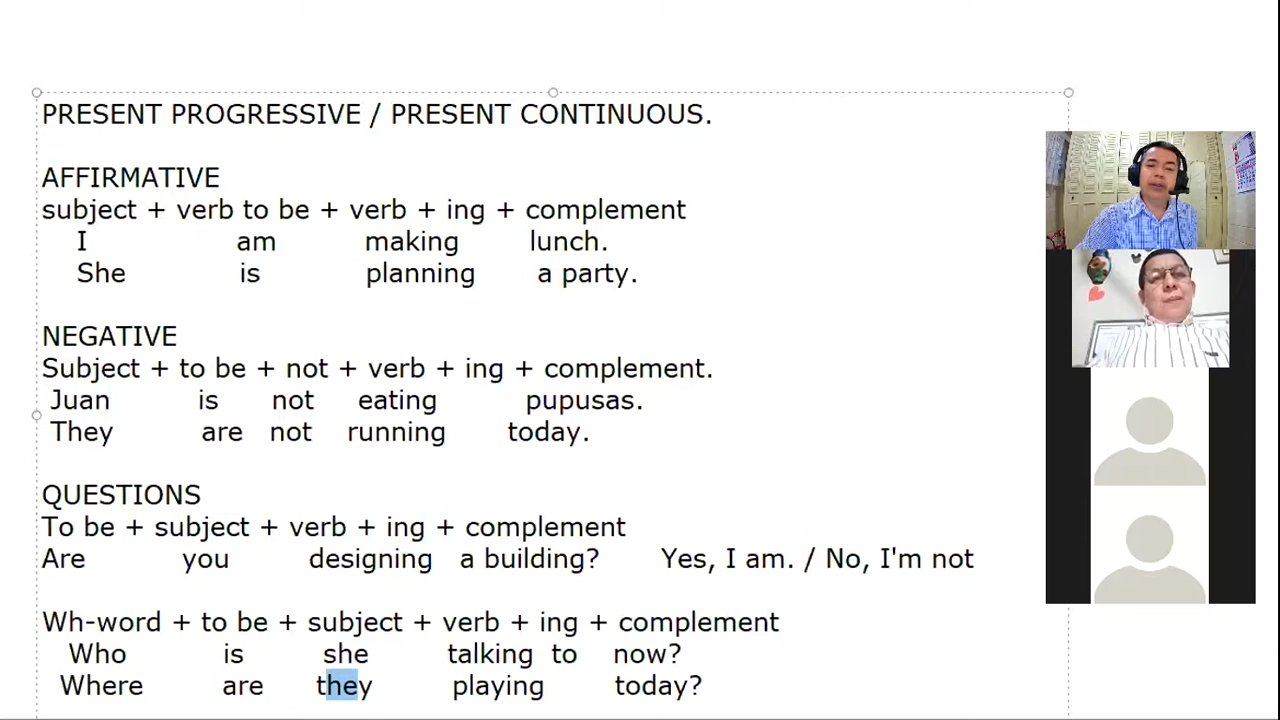 PRESENT PROGRESSIVE / PRESENT CONTINUOUS.
AFFIRMATIVE
subject + verb to be + verb + ing + complement
I am making lunch.
She is planning a party.
NEGATIVE
Subject + to be + not + verb + ing + complement.
Juan is not eating pupusas.
They are not running today.
QUESTIONS
To be + subject + verb + ing + complement
Are you designing a building? Yes, I am. / No, I'm not
Wh-word + to be + subject + verb + ing + complement
Who is she talking to now?
Where are they playing today?